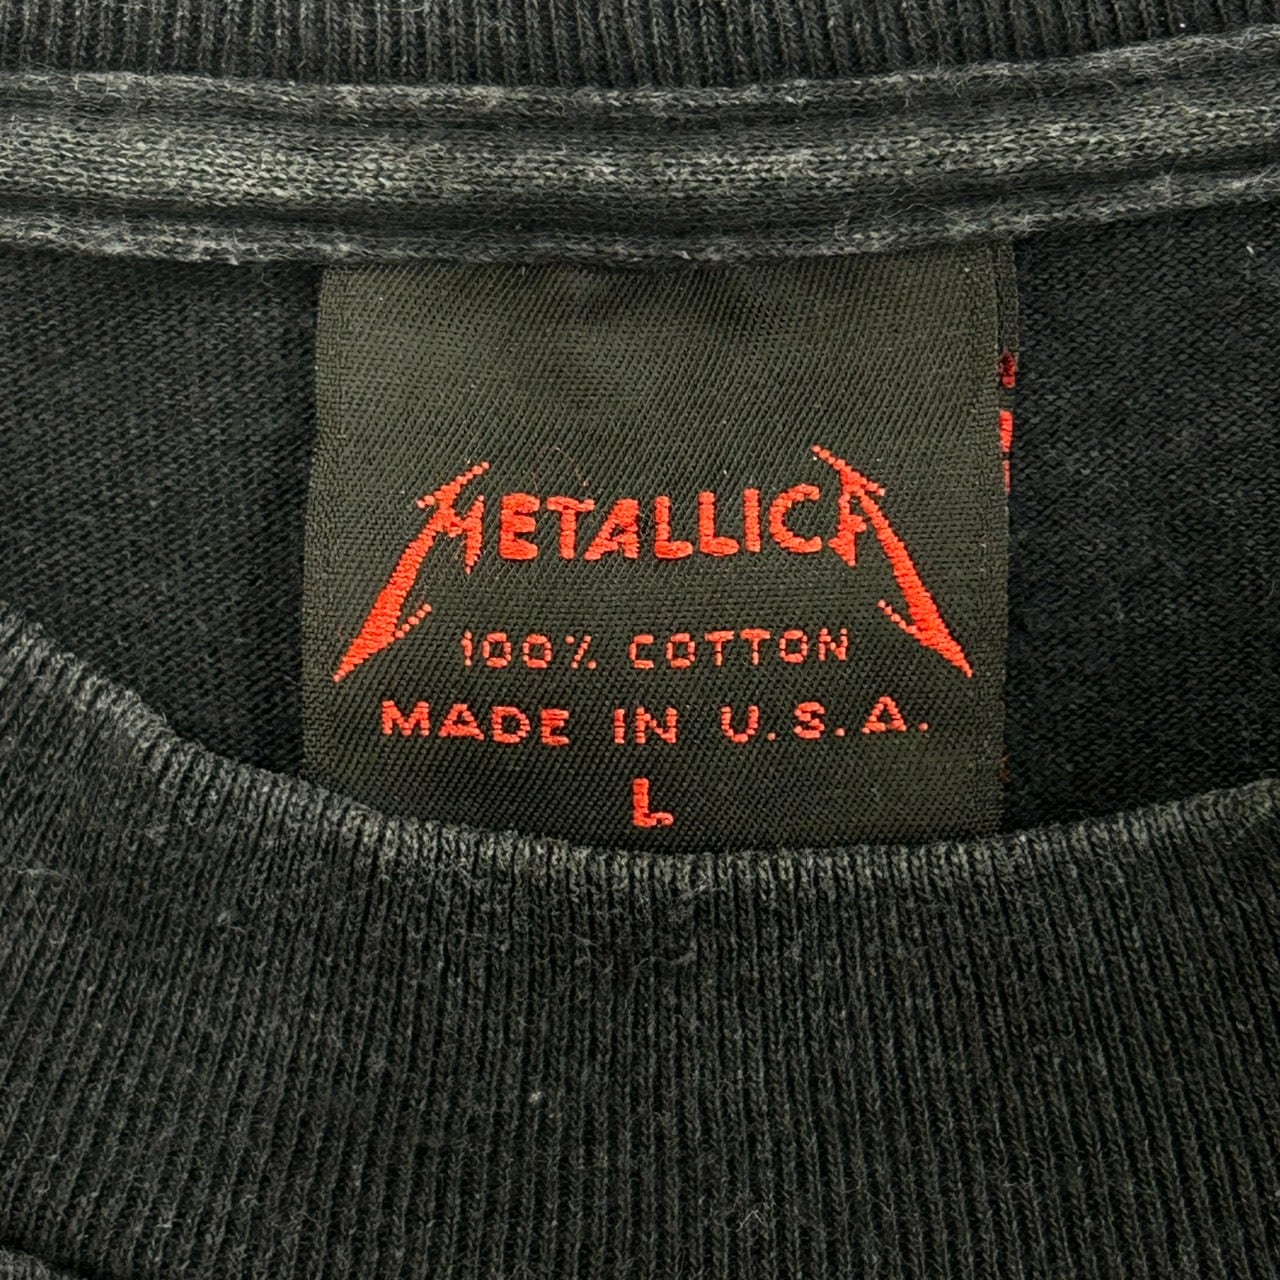 METALLICA
100% COTTON
MADE IN U.S.A.
L